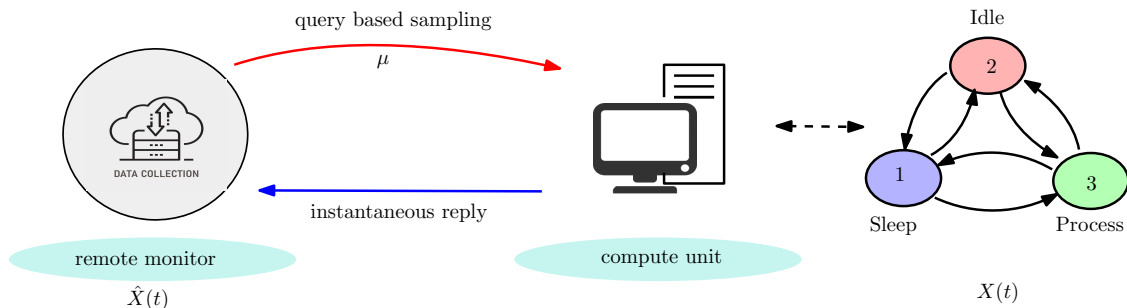 query based sampling
μ
DATA COLLECTION
instantaneous reply
remote monitor
X̂(t)
compute unit
Idle
2
1
3
Sleep
Process
X(t)